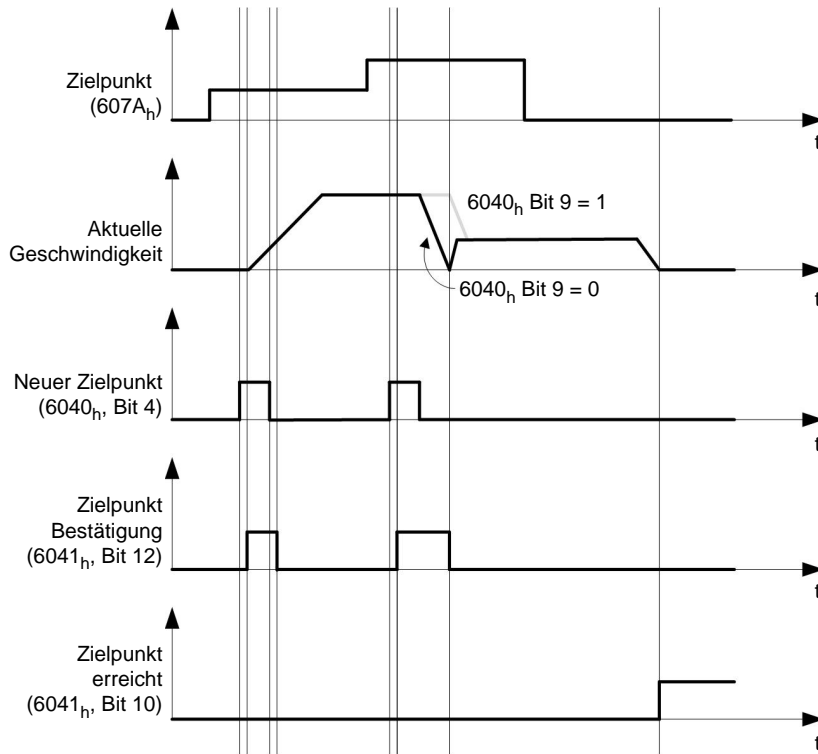 Zielpunkt
(607Ah)
t
6040h Bit 9 = 1
Aktuelle
Geschwindigkeit
6040h Bit 9 = 0
t
Neuer Zielpunkt
(6040h, Bit 4)
t
Zielpunkt
Bestätigung
(6041h, Bit 12)
t
Zielpunkt
erreicht
(6041h, Bit 10)
t